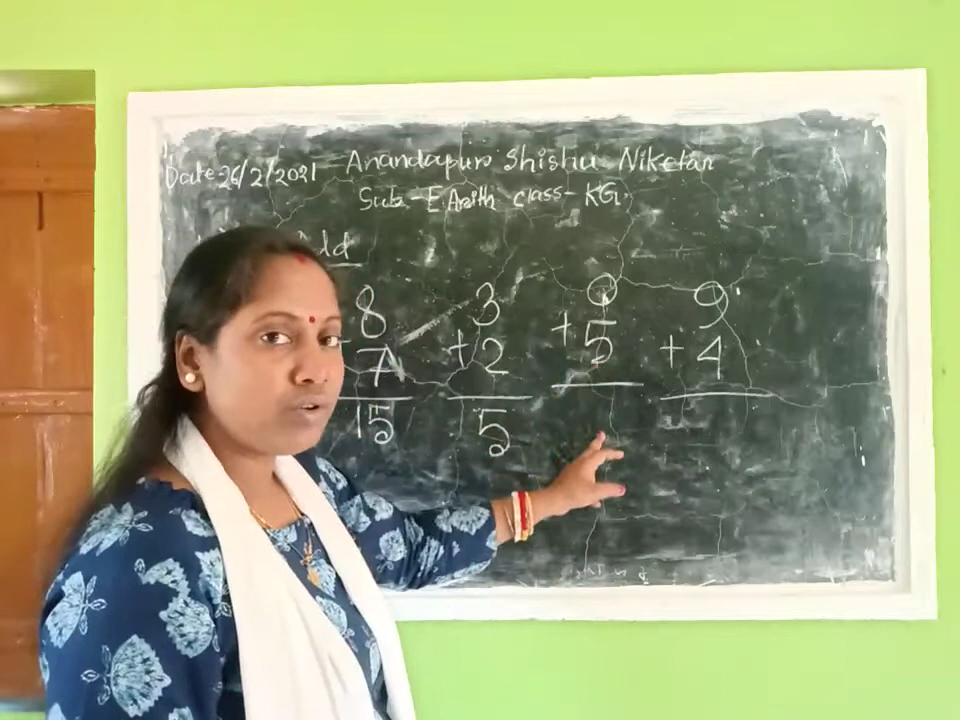 Date 26/2/2021 Anandapur Shishu Niketan
Sub-E Arith class-KG.
Add
8 3 0 9
7 + 2 + 5 + 4
15 5